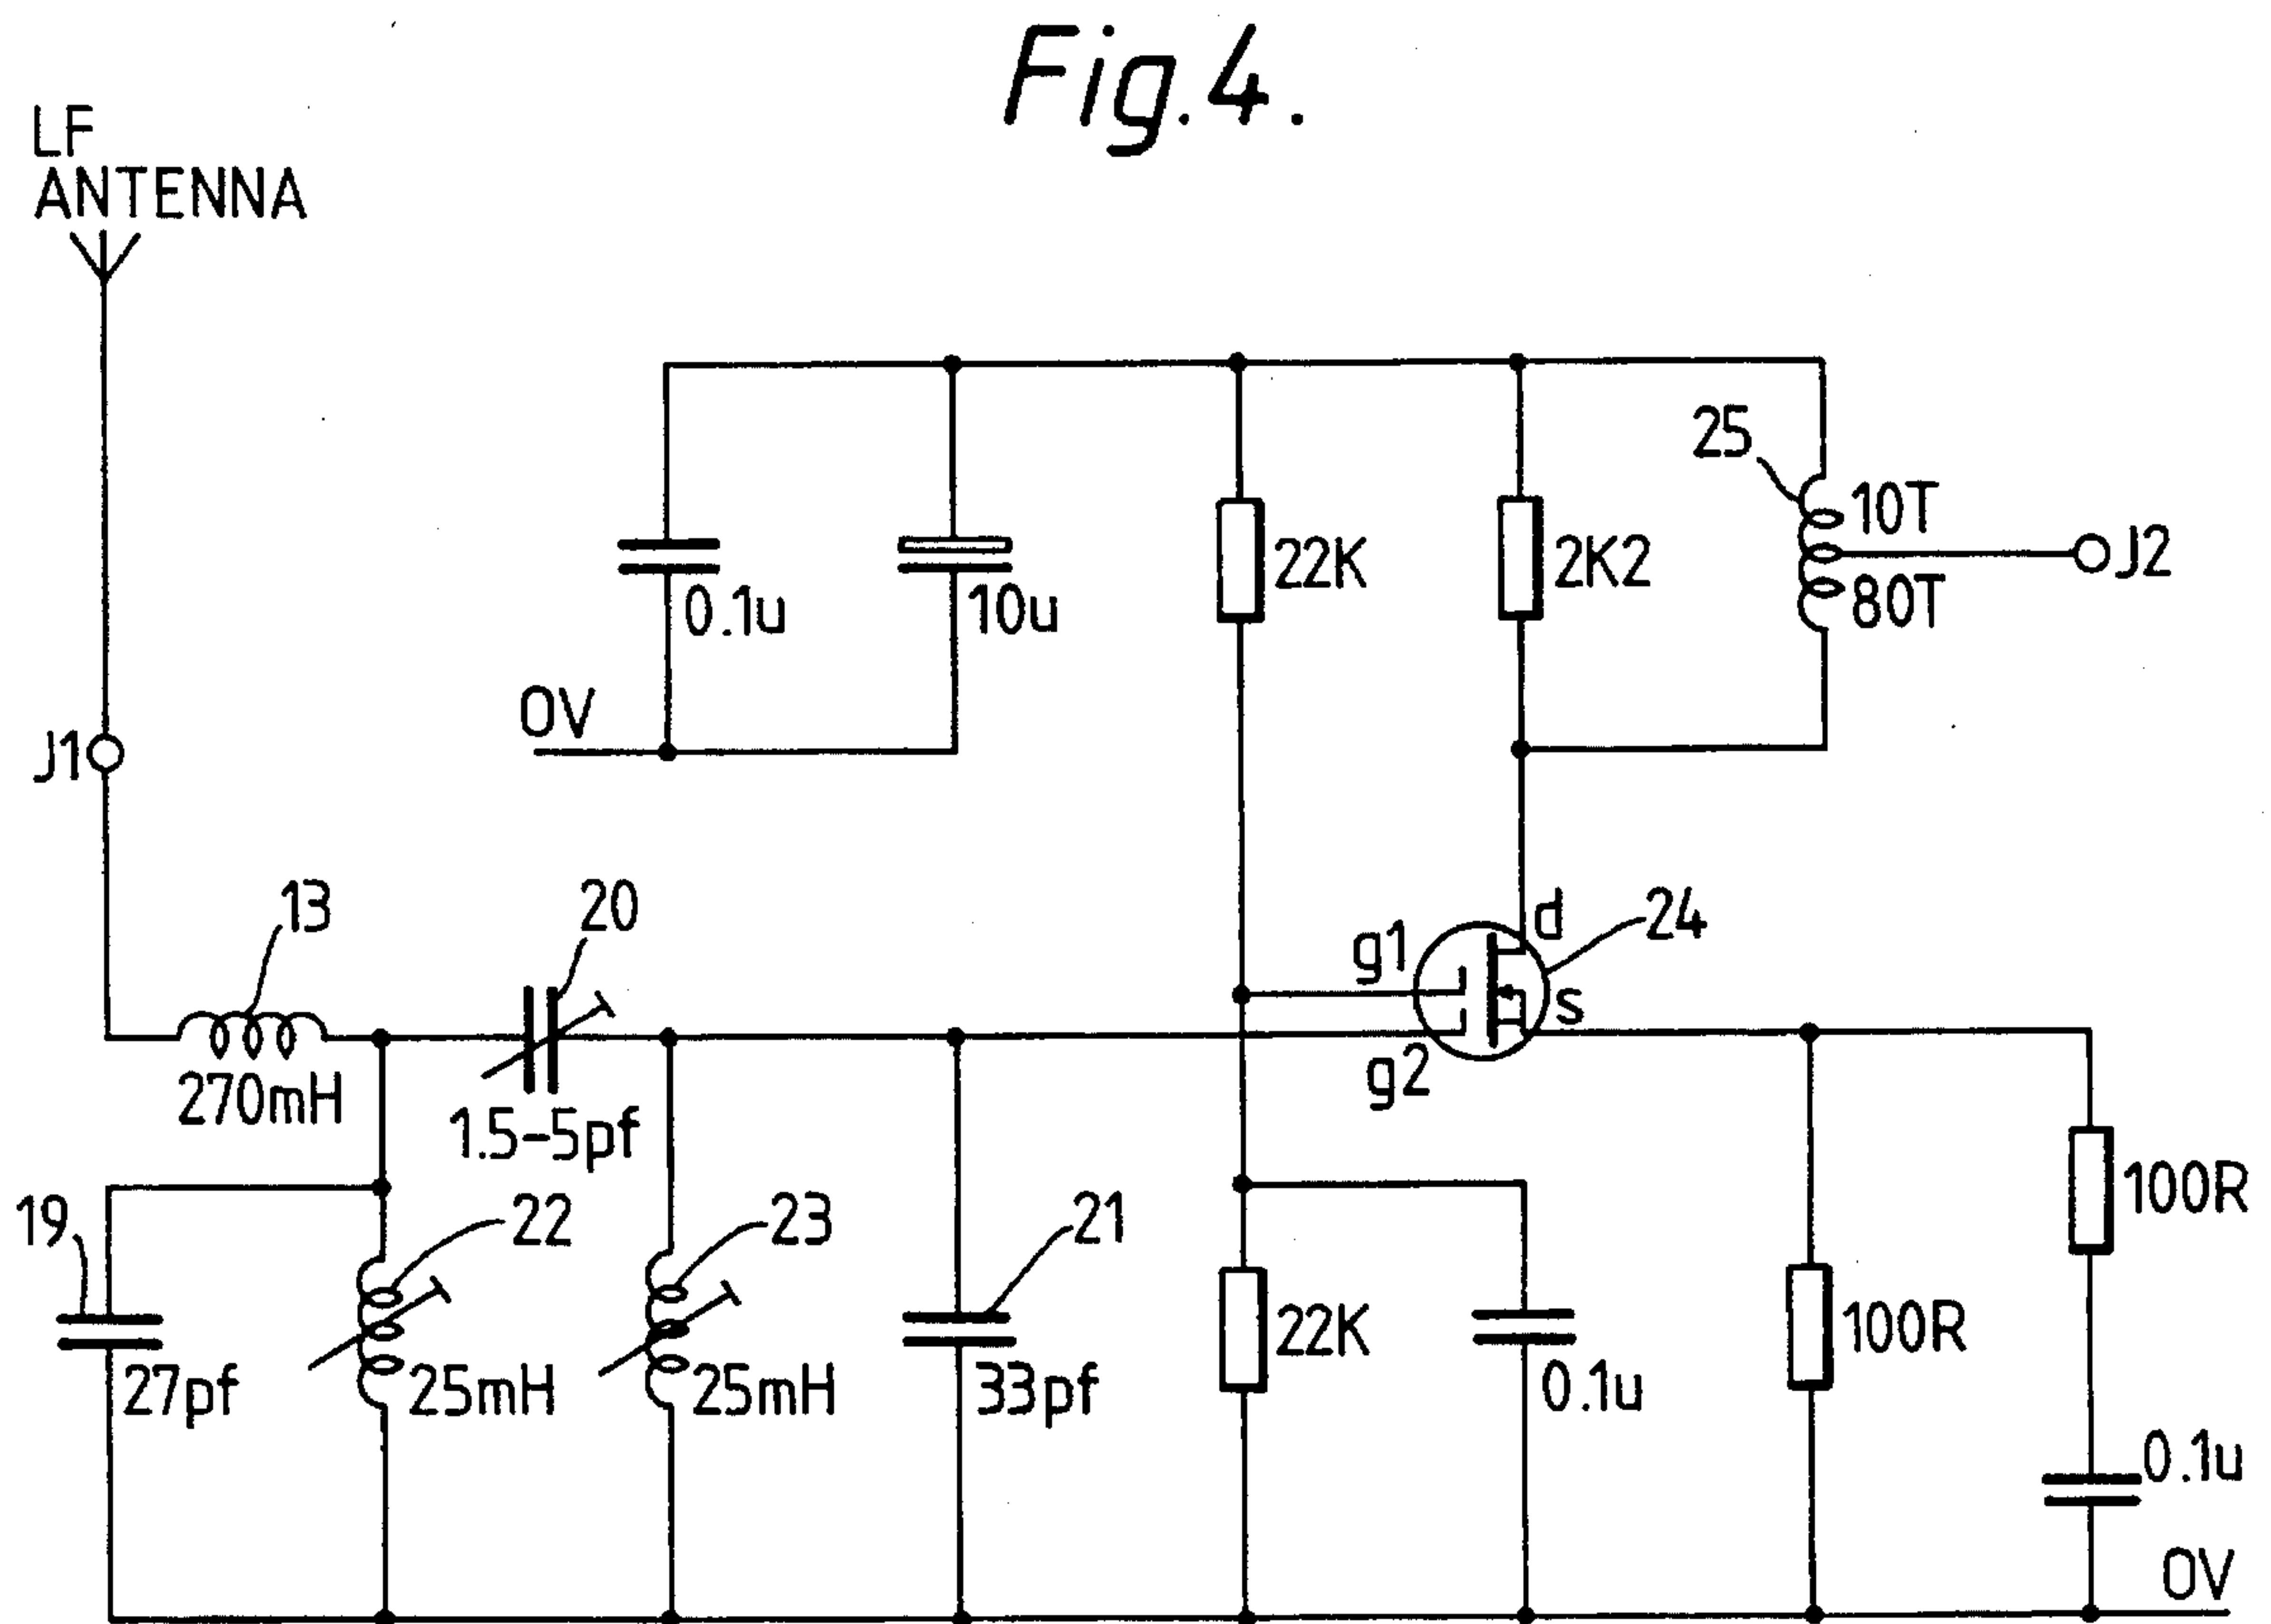 Fig.4.
LF
ANTENNA
25
10T
J2
22K
2K2
80T
0.1u
10u
0V
J1
13
20
d
24
g1
s
g2
270mH
1.5-5pf
100R
19
22
23
21
22K
100R
27pf
25mH
25mH
33pf
0.1u
0.1u
0V